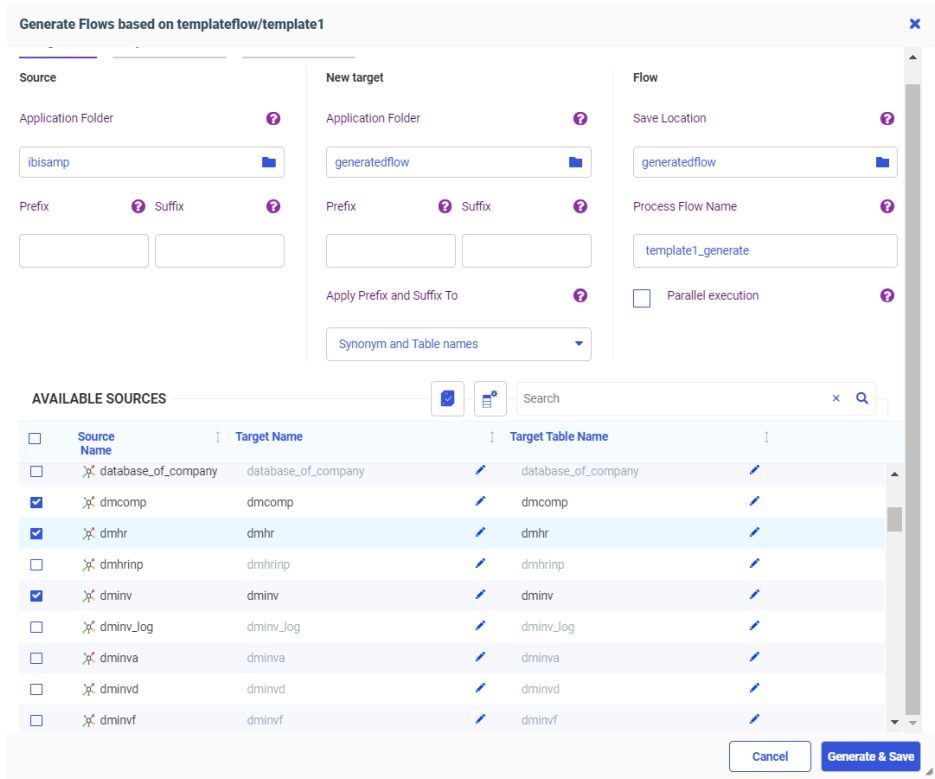 Generate Flows based on templateflow/template1
Source
New target
Flow
Application Folder
Application Folder
Save Location
ibisamp
generatedflow
generatedflow
Prefix Suffix
Prefix Suffix
Process Flow Name
template1_generate
Apply Prefix and Suffix To
Parallel execution
Synonym and Table names
AVAILABLE SOURCES
Search
Source Name
Target Name
Target Table Name
database_of_company database_of_company database_of_company
dmcomp dmcomp dmcomp
dmhr dmhr dmhr
dmhrinp dmhrinp dmhrinp
dminv dminv dminv
dminv_log dminv_log dminv_log
dminva dminva dminva
dminvd dminvd dminvd
dminvf dminvf dminvf
Cancel Generate & Save